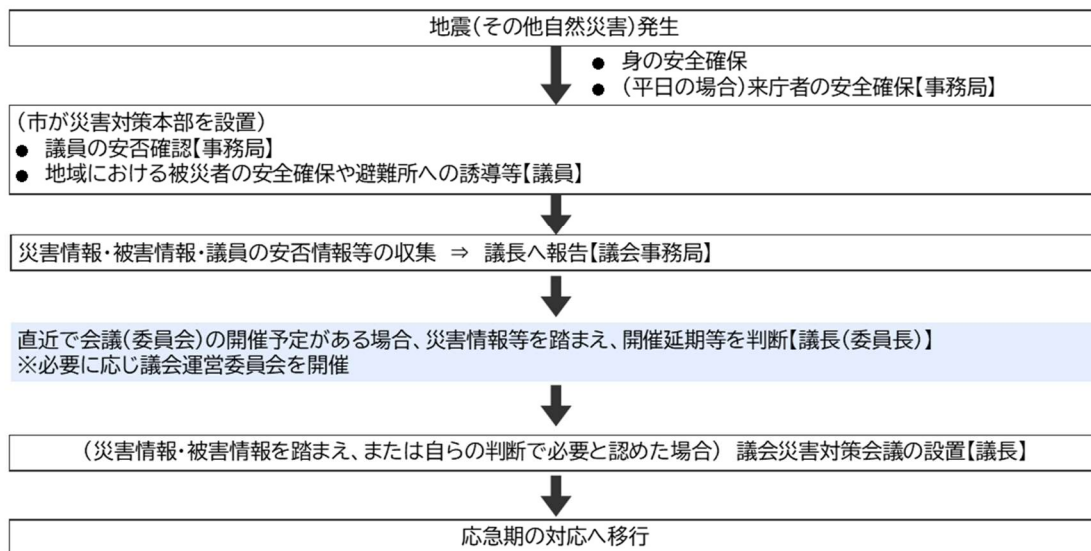 地震(その他自然災害)発生
● 身の安全確保
● (平日の場合)来庁者の安全確保【事務局】
(市が災害対策本部を設置)
● 議員の安否確認【事務局】
● 地域における被災者の安全確保や避難所への誘導等【議員】
災害情報・被害情報・議員の安否情報等の収集 ⇒ 議長へ報告【議会事務局】
直近で会議(委員会)の開催予定がある場合、災害情報等を踏まえ、開催延期等を判断【議長(委員長)】
※必要に応じ議会運営委員会を開催
(災害情報・被害情報を踏まえ、または自らの判断で必要と認めた場合) 議会災害対策会議の設置【議長】
応急期の対応へ移行